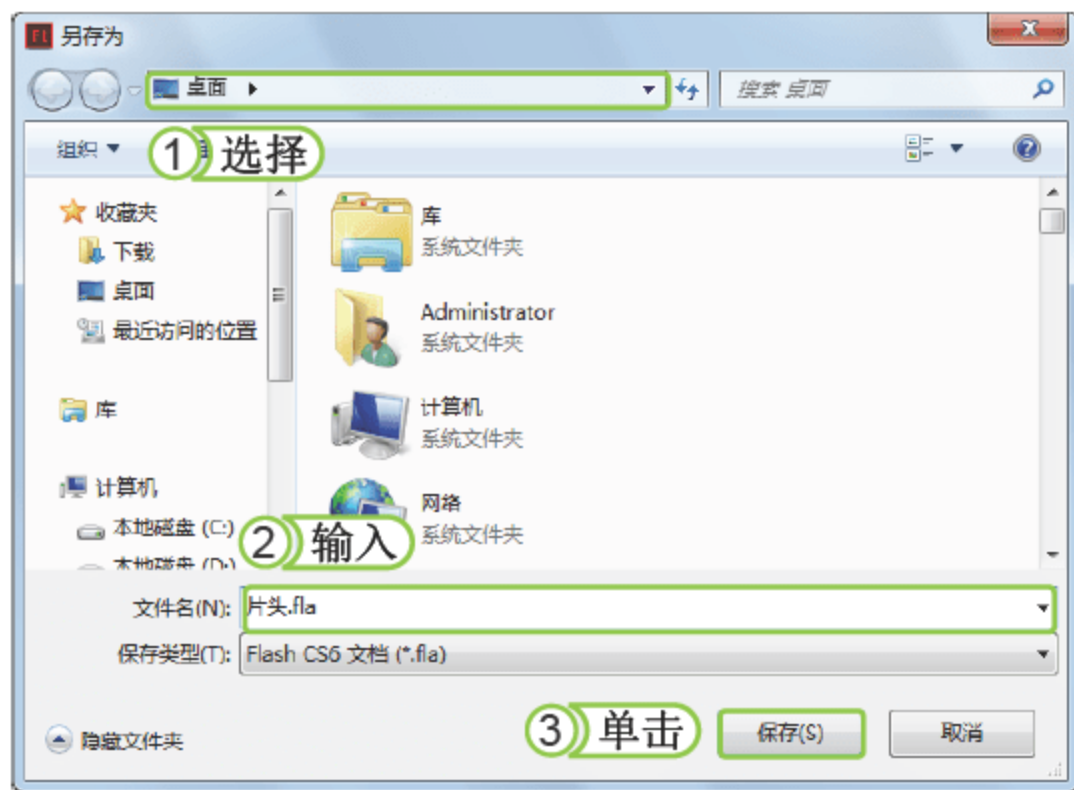 Fl 另存为
桌面
搜索 桌面
组织
① 选择
收藏夹
下载
桌面
最近访问的位置
库
计算机
本地磁盘 (C:)
本地磁盘 (D:)
库
系统文件夹
Administrator
系统文件夹
计算机
系统文件夹
网络
系统文件夹
② 输入
文件名(N): 片头.fla
保存类型(T): Flash CS6 文档 (*.fla)
隐藏文件夹
③ 单击
保存(S)
取消